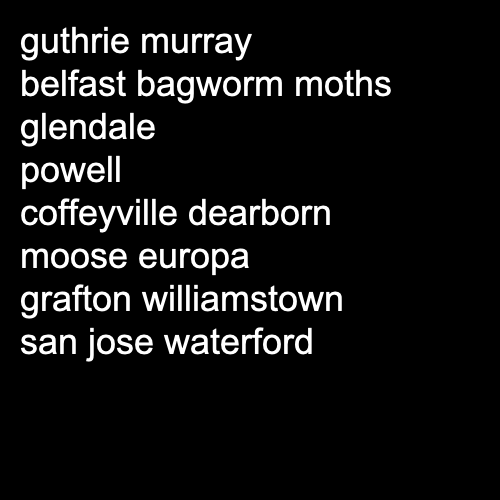 guthrie murray
belfast bagworm moths
glendale
powell
coffeyville dearborn
moose europa
grafton williamstown
san jose waterford